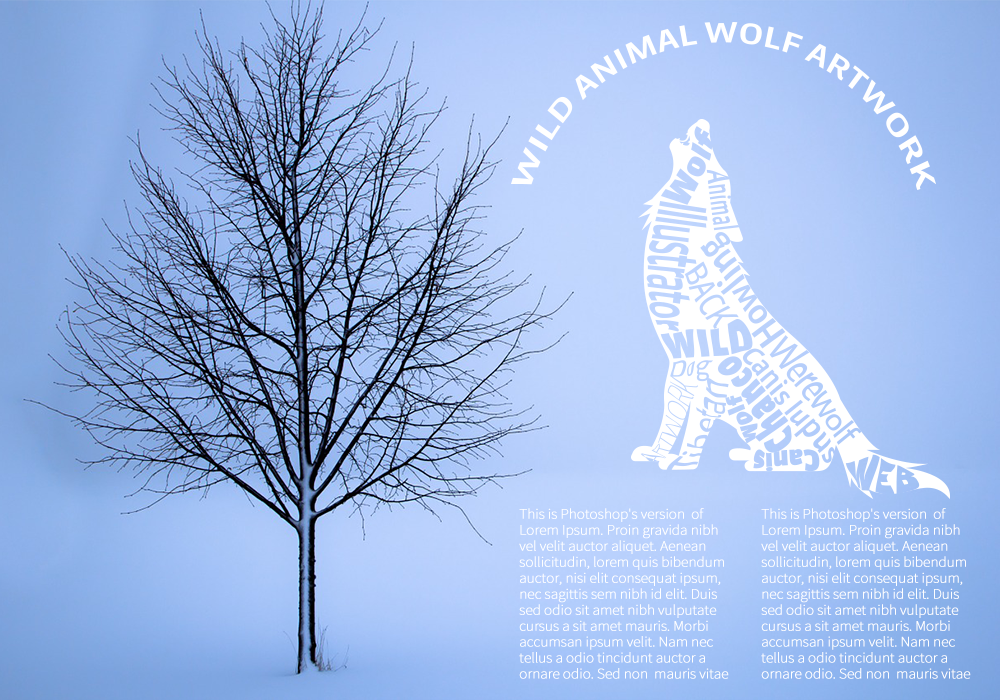 WILD ANIMAL WOLF ARTWORK
Animal
Illustrator
BACK
WILD
Dog
Werewolf
canis lupus
ARTWORK
Wolf
Canis
WEB
This is Photoshop's version of
Lorem Ipsum. Proin gravida nibh
vel velit auctor aliquet. Aenean
sollicitudin, lorem quis bibendum
auctor, nisi elit consequat ipsum,
nec sagittis sem nibh id elit. Duis
sed odio sit amet nibh vulputate
cursus a sit amet mauris. Morbi
accumsan ipsum velit. Nam nec
tellus a odio tincidunt auctor a
ornare odio. Sed non mauris vitae
This is Photoshop's version of
Lorem Ipsum. Proin gravida nibh
vel velit auctor aliquet. Aenean
sollicitudin, lorem quis bibendum
auctor, nisi elit consequat ipsum,
nec sagittis sem nibh id elit. Duis
sed odio sit amet nibh vulputate
cursus a sit amet mauris. Morbi
accumsan ipsum velit. Nam nec
tellus a odio tincidunt auctor a
ornare odio. Sed non mauris vitae